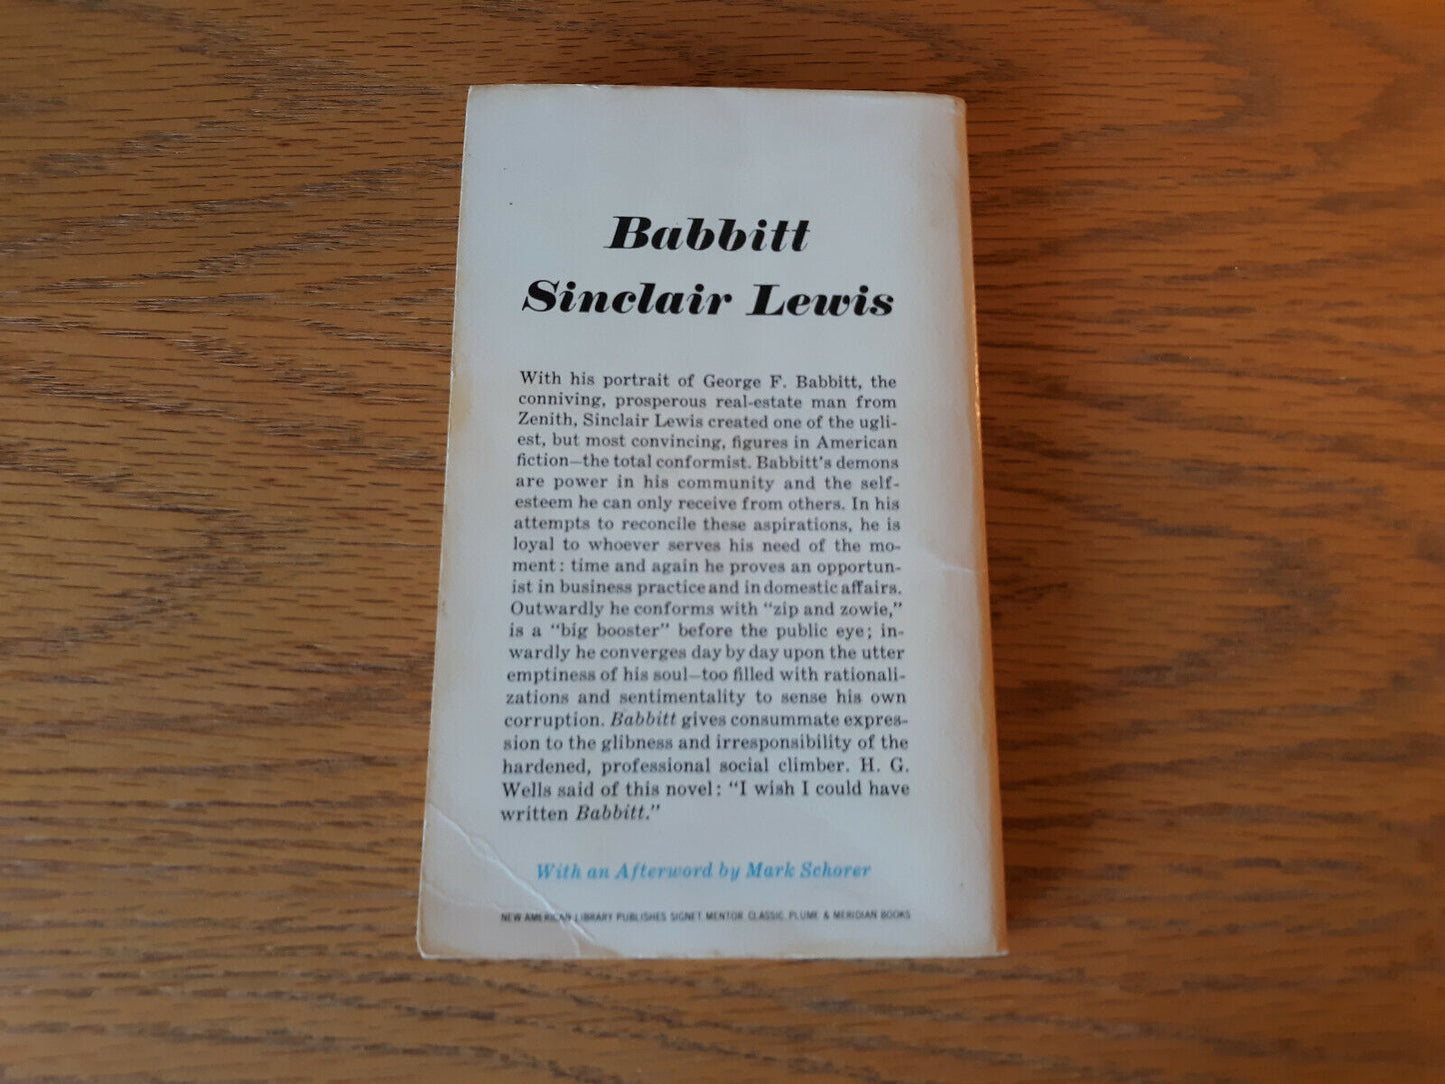 Babbitt
Sinclair Lewis
With his portrait of George F. Babbitt, the
conniving, prosperous real-estate man from
Zenith, Sinclair Lewis created one of the ugli-
est, but most convincing, figures in American
fiction—the total conformist. Babbitt's demons
are power in his community and the self-
esteem he can only receive from others. In his
attempts to reconcile these aspirations, he is
loyal to whoever serves his need of the mo-
ment: time and again he proves an opportun-
ist in business practice and in domestic affairs.
Outwardly he conforms with "zip and zowie,"
is a "big booster" before the public eye; in-
wardly he converges day by day upon the utter
emptiness of his soul—too filled with rationali-
zations and sentimentality to sense his own
corruption. Babbitt gives consummate expres-
sion to the glibness and irresponsibility of the
hardened, professional social climber. H. G.
Wells said of this novel: "I wish I could have
written Babbitt."
With an Afterword by Mark Schorer
NEW AMERICAN LIBRARY PUBLISHES SIGNET, MENTOR, CLASSIC, PLUME & MERIDIAN BOOKS